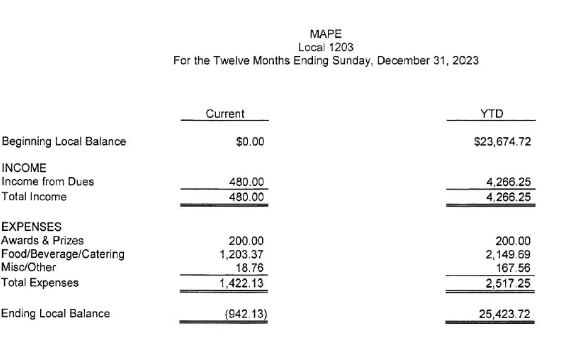 MAPE
Local 1203
For the Twelve Months Ending Sunday, December 31, 2023
Current YTD
Beginning Local Balance $0.00 $23,674.72
INCOME
Income from Dues 480.00 4,266.25
Total Income 480.00 4,266.25
EXPENSES
Awards & Prizes 200.00 200.00
Food/Beverage/Catering 1,203.37 2,149.69
Misc/Other 18.76 167.56
Total Expenses 1,422.13 2,517.25
Ending Local Balance (942.13) 25,423.72